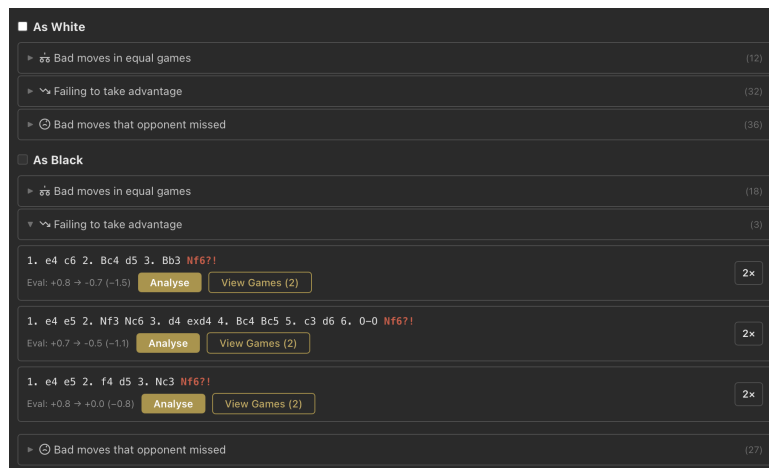 As White
Bad moves in equal games (12)
Failing to take advantage (32)
Bad moves that opponent missed (36)
As Black
Bad moves in equal games (18)
Failing to take advantage (3)
1. e4 c6 2. Bc4 d5 3. Bb3 Nf6?!
2×
Eval: +0.8 → -0.7 (−1.5) Analyse View Games (2)
1. e4 e5 2. Nf3 Nc6 3. d4 exd4 4. Bc4 Bc5 5. c3 d6 6. O-O Nf6?!
2×
Eval: +0.7 → -0.5 (−1.1) Analyse View Games (2)
1. e4 e5 2. f4 d5 3. Nc3 Nf6?!
2×
Eval: +0.8 → +0.0 (−0.8) Analyse View Games (2)
Bad moves that opponent missed (27)